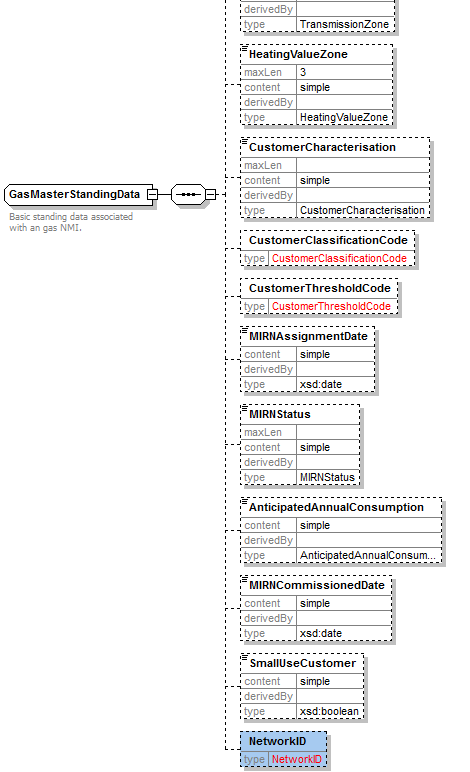 derivedBy
type TransmissionZone
HeatingValueZone
maxLen 3
content simple
derivedBy
type HeatingValueZone
CustomerCharacterisation
maxLen
content simple
derivedBy
type CustomerCharacterisation
GasMasterStandingData
Basic standing data associated
with an gas NMI.
CustomerClassificationCode
type CustomerClassificationCode
CustomerThresholdCode
type CustomerThresholdCode
MIRNAssignmentDate
content simple
derivedBy
type xsd:date
MIRNStatus
maxLen
content simple
derivedBy
type MIRNStatus
AnticipatedAnnualConsumption
content simple
derivedBy
type AnticipatedAnnualConsum...
MIRNCommissionedDate
content simple
derivedBy
type xsd:date
SmallUseCustomer
content simple
derivedBy
type xsd:boolean
NetworkID
type NetworkID